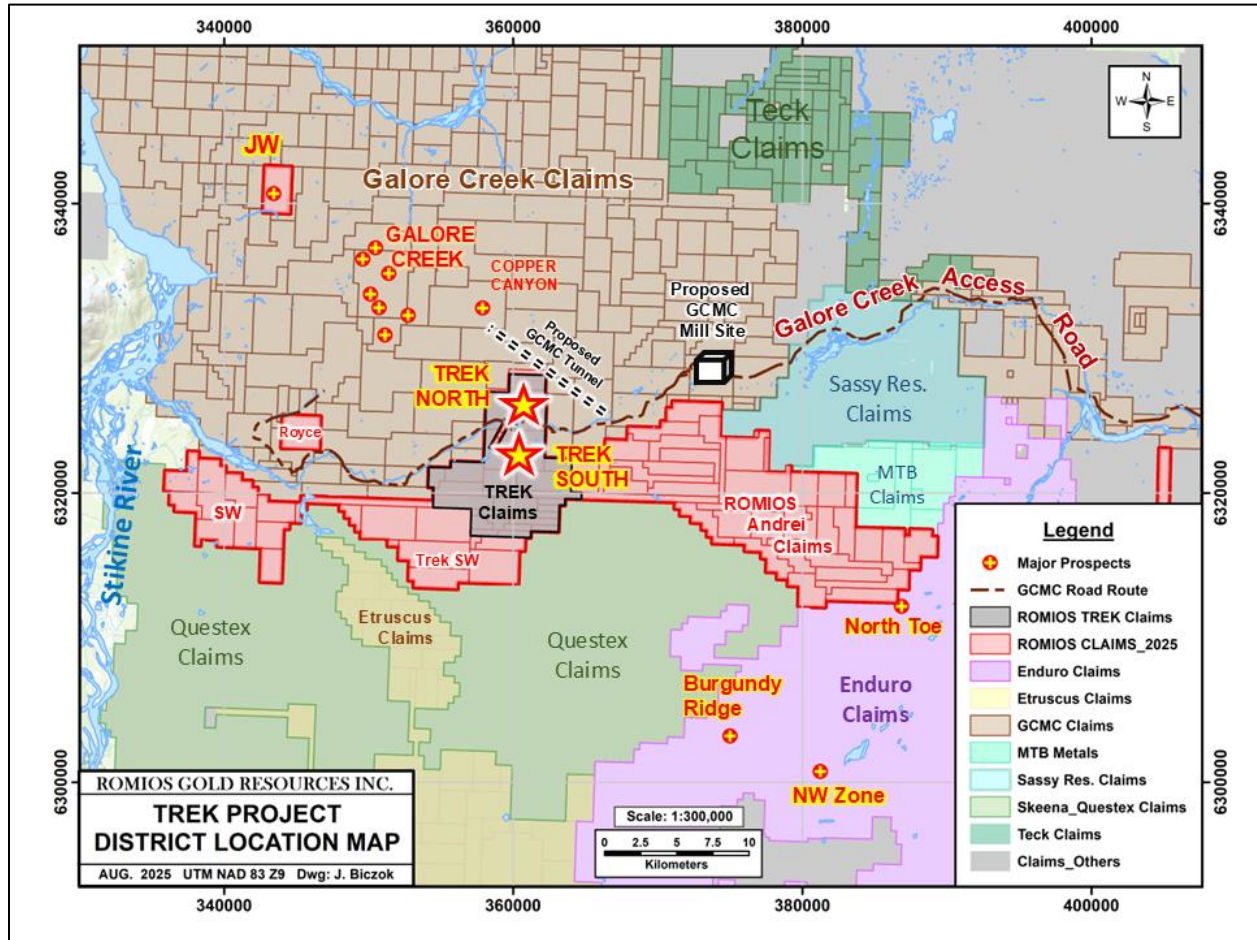 340000
360000
380000
400000
N
W E
S
Teck
Claims
JW
Galore Creek Claims
6340000
6340000
GALORE
CREEK
COPPER
CANYON
Proposed
GCMC
Mill Site
Galore Creek Access Road
Proposed
GCMC Tunnel
TREK
NORTH
Sassy Res.
Claims
Royce
TREK
SOUTH
MTB
Claims
6320000
6320000
Stikine River
SW
TREK
Claims
ROMIOS
Andrei
Claims
Trek SW
Etruscus
Claims
Questex
Claims
Questex
Claims
North Toe
Burgundy
Ridge
Enduro
Claims
NW Zone
6300000
6300000
Legend
Major Prospects
GCMC Road Route
ROMIOS TREK Claims
ROMIOS CLAIMS_2025
Enduro Claims
Etruscus Claims
GCMC Claims
MTB Metals
Sassy Res. Claims
Skeena_Questex Claims
Teck Claims
Claims_Others
ROMIOS GOLD RESOURCES INC.
TREK PROJECT
DISTRICT LOCATION MAP
AUG. 2025 UTM NAD 83 Z9 Dwg: J. Biczok
Scale: 1:300,000
0 2.5 5 7.5 10
Kilometers
340000
360000
380000
400000